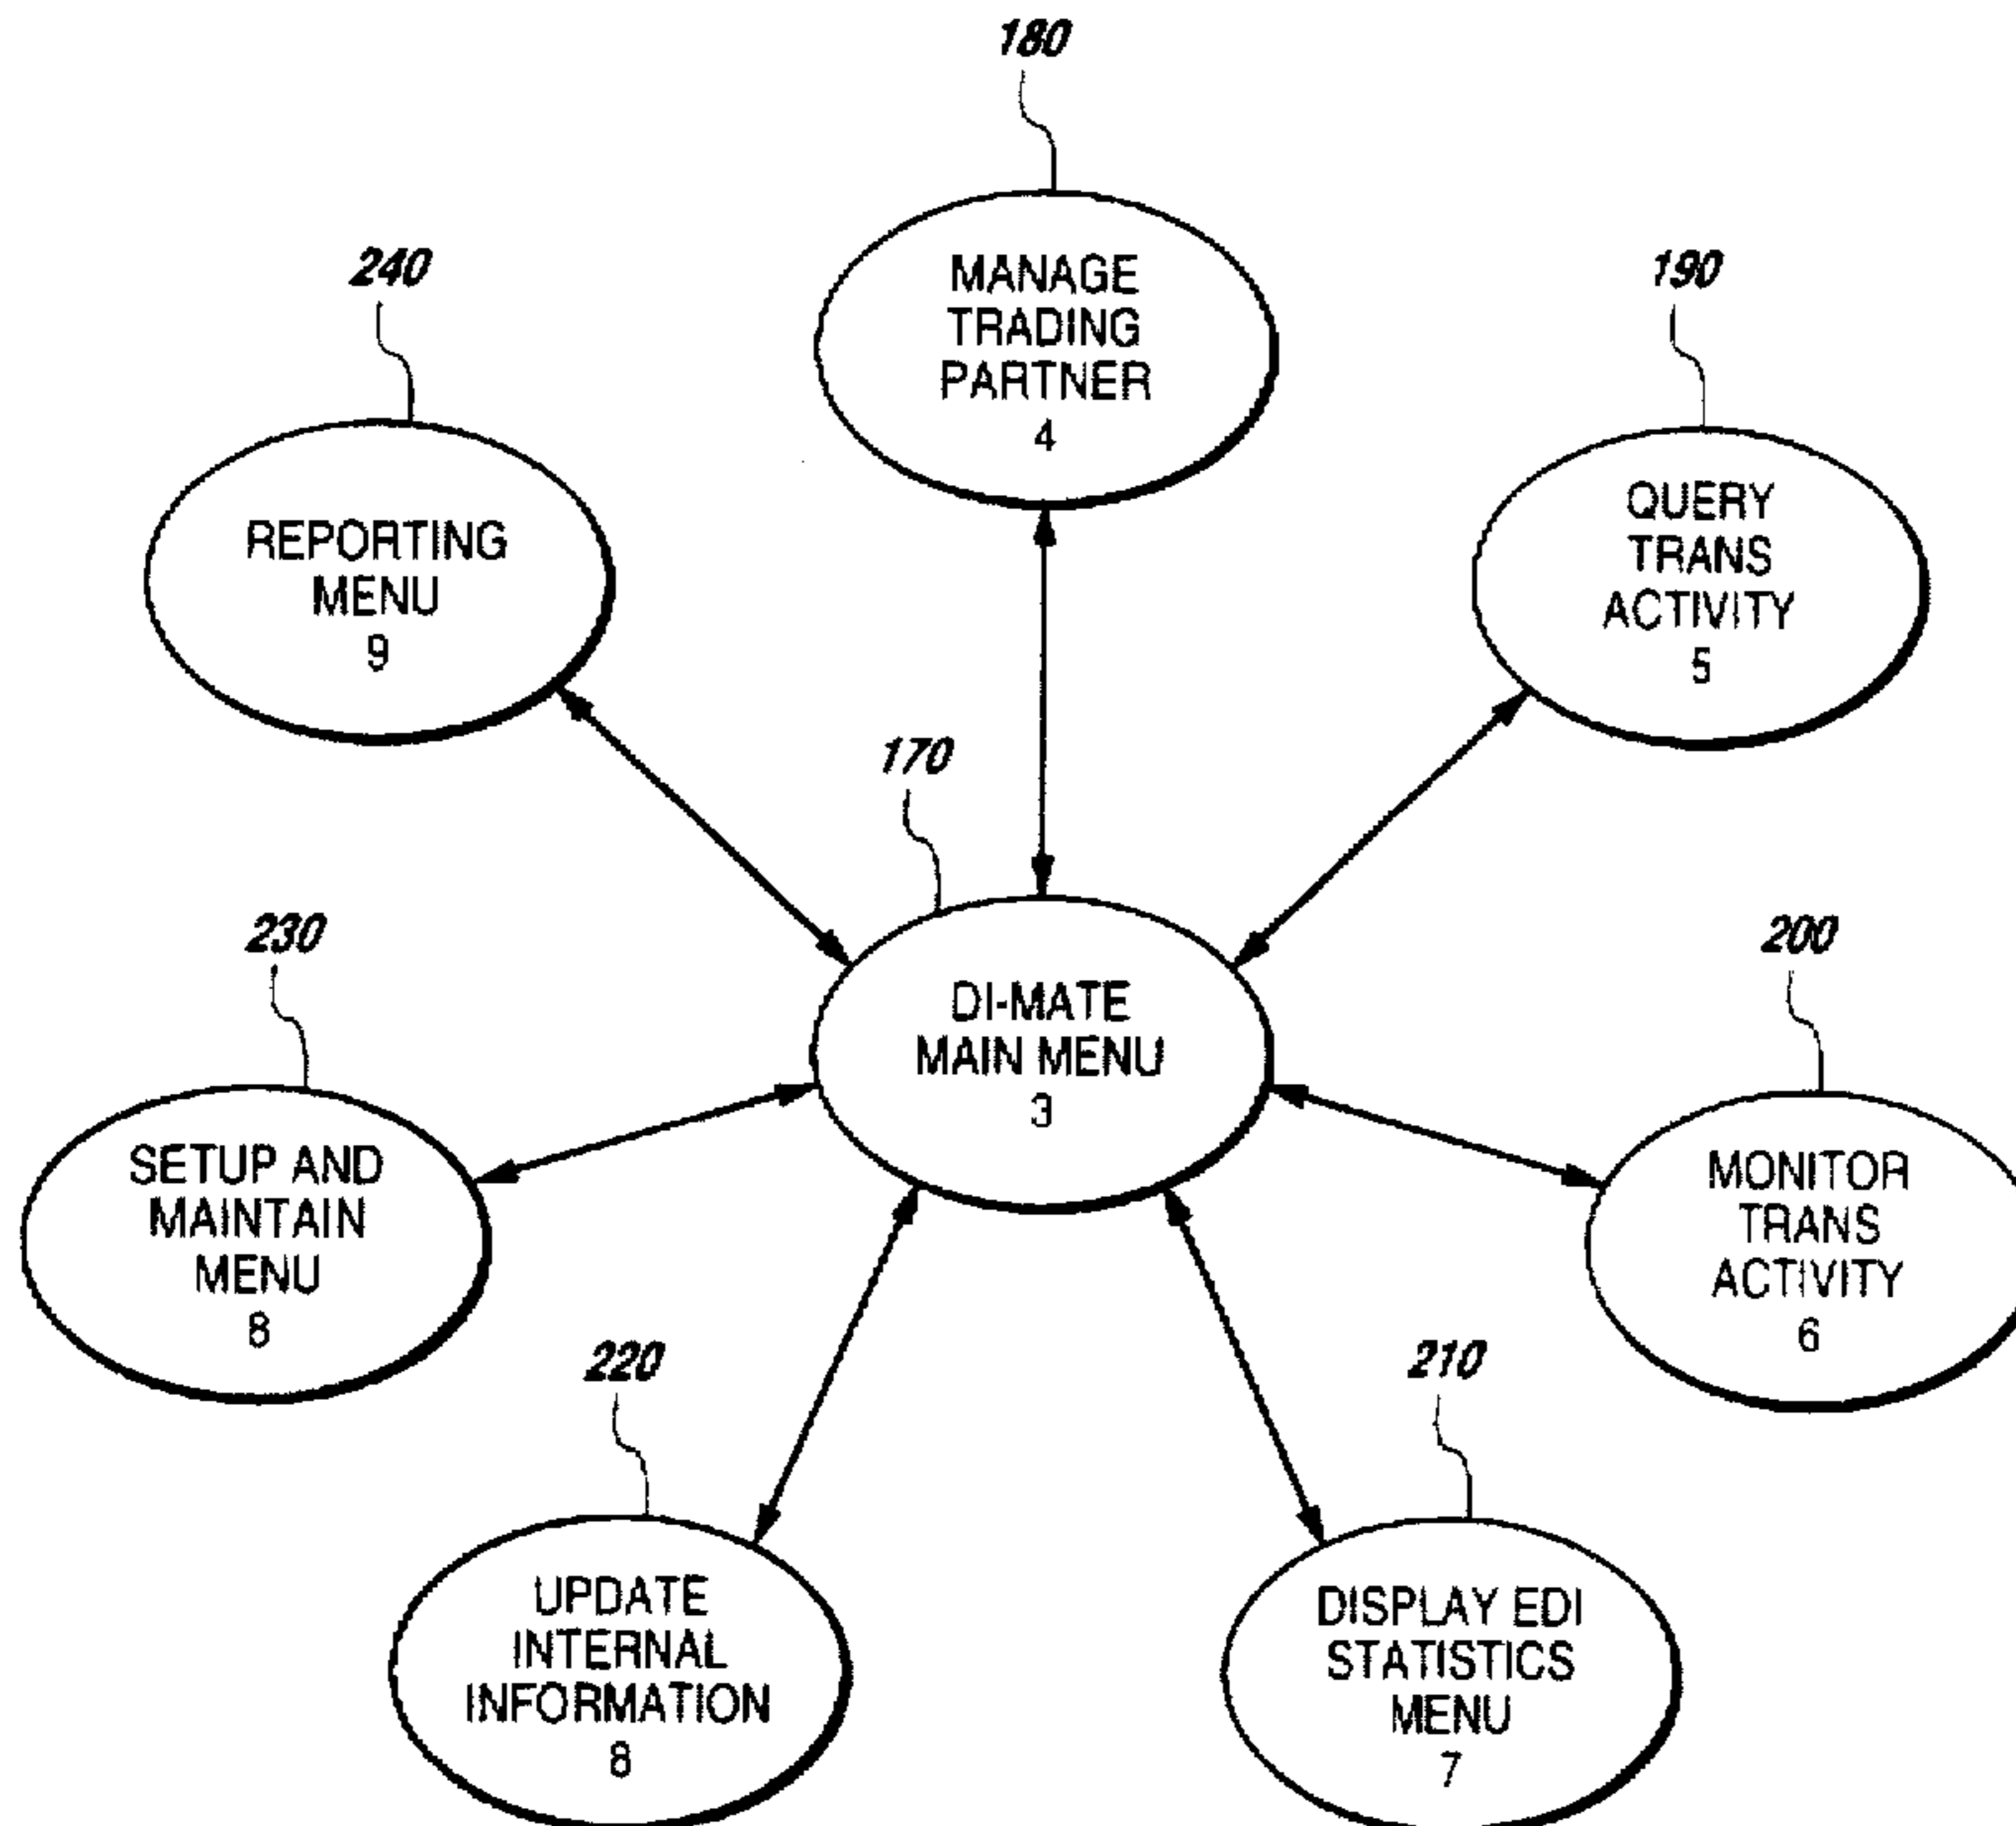 180
MANAGE
TRADING
PARTNER
4
240
REPORTING
MENU
9
190
QUERY
TRANS
ACTIVITY
5
170
DI-MATE
MAIN MENU
3
230
SETUP AND
MAINTAIN
MENU
8
200
MONITOR
TRANS
ACTIVITY
6
220
UPDATE
INTERNAL
INFORMATION
8
210
DISPLAY EDI
STATISTICS
MENU
7